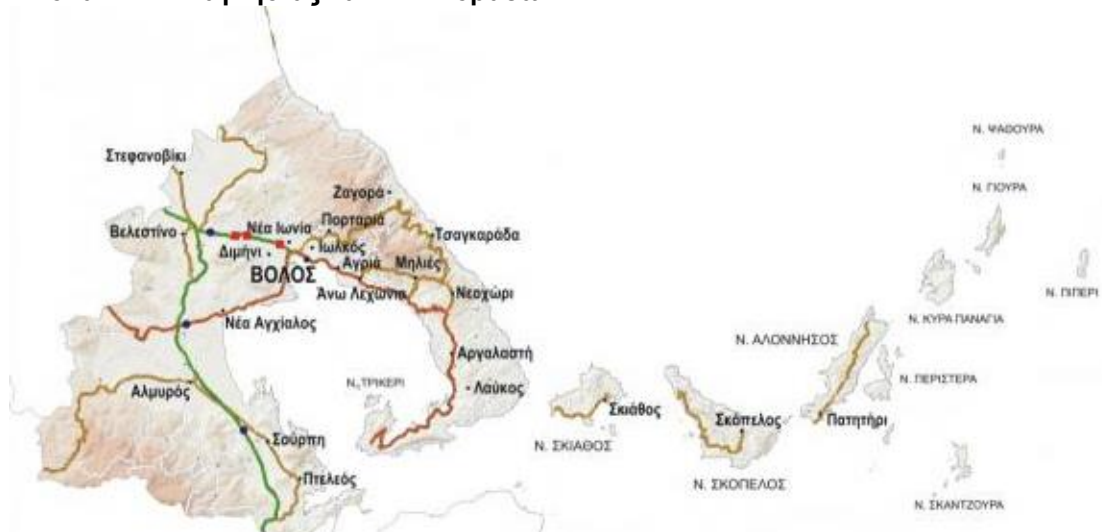 Στεφανοβίκι
Ζαγορά
Πορταριά
Νέα Ιωνία
Βελεστίνο
Τσαγκαράδα
Διμήνι
Ιωλκός
ΒΟΛΟΣ
Αγριά
Μηλιές
Άνω Λεχώνια
Νεοχώρι
Νέα Αγχίαλος
Αργαλαστή
Αλμυρός
Λαύκος
Ν. ΤΡΙΚΕΡΙ
Σούρπη
Πτελεός
Σκιάθος
Ν. ΣΚΙΑΘΟΣ
Σκόπελος
Ν. ΣΚΟΠΕΛΟΣ
Ν. ΑΛΟΝΝΗΣΟΣ
Πατητήρι
Ν. ΨΑΘΟΥΡΑ
Ν. ΓΙΟΥΡΑ
Ν. ΠΙΠΕΡΙ
Ν. ΚΥΡΑ ΠΑΝΑΓΙΑ
Ν. ΠΕΡΙΣΤΕΡΑ
Ν. ΣΚΑΝΤΖΟΥΡΑ